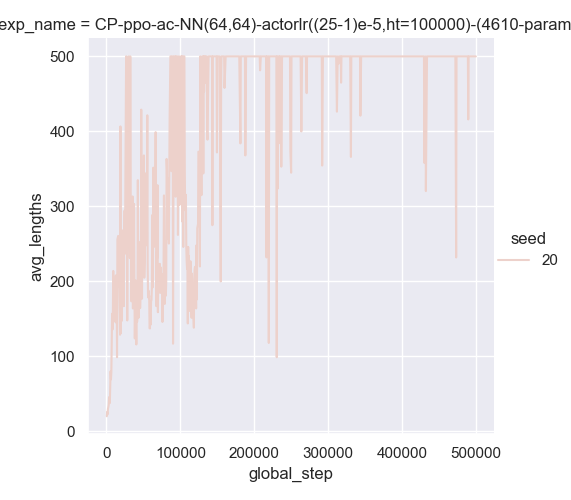 exp_name = CP-ppo-ac-NN(64,64)-actorlr((25-1)e-5,ht=100000)-(4610-param
500
400
300
200
100
0
avg_lengths
0 100000 200000 300000 400000 500000
global_step
seed
20